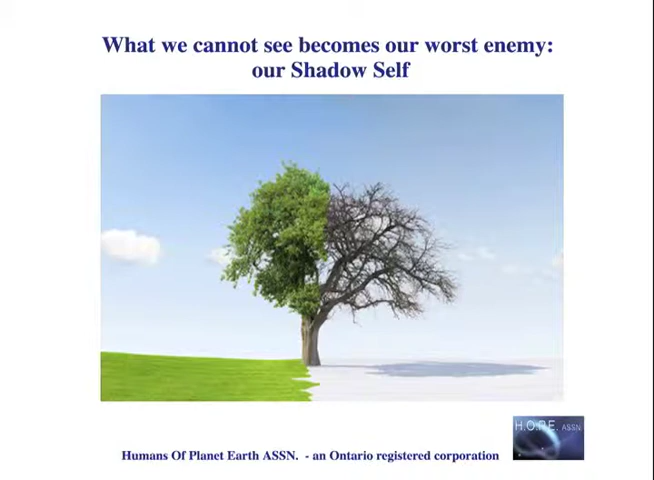 What we cannot see becomes our worst enemy:
our Shadow Self
H.O.P.E. ASSN.
Humans Of Planet Earth ASSN. - an Ontario registered corporation